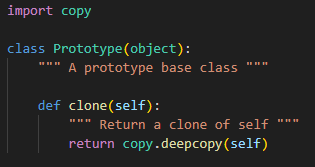 import copy
class Prototype(object):
    """ A prototype base class """
    def clone(self):
        """ Return a clone of self """
        return copy.deepcopy(self)